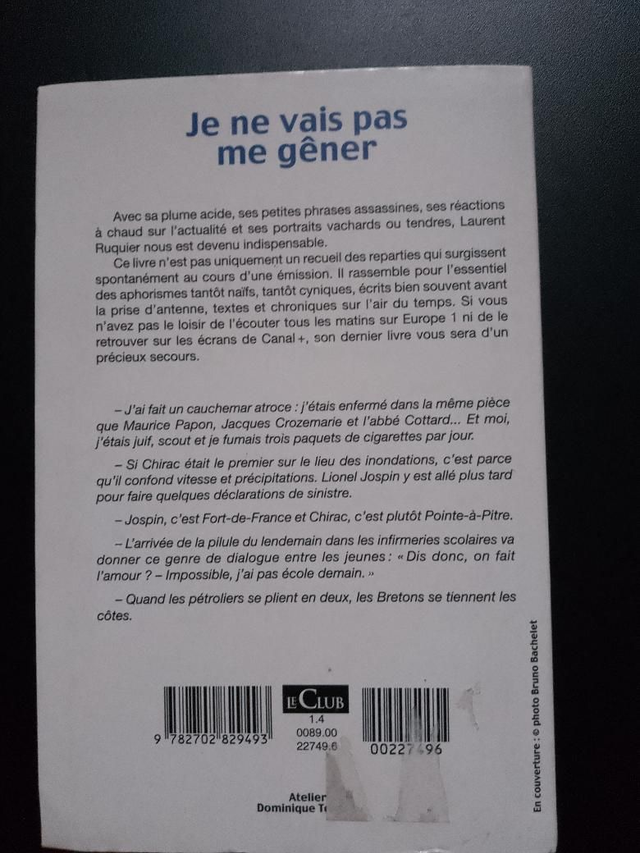 Je ne vais pas
me gêner
Avec sa plume acide, ses petites phrases assassines, ses réactions
à chaud sur l'actualité et ses portraits vachards ou tendres, Laurent
Ruquier nous est devenu indispensable.
Ce livre n'est pas uniquement un recueil des reparties qui surgissent
spontanément au cours d'une émission. Il rassemble pour l'essentiel
des aphorismes tantôt naïfs, tantôt cyniques, écrits bien souvent avant
la prise d'antenne, textes et chroniques sur l'air du temps. Si vous
n'avez pas le loisir de l'écouter tous les matins sur Europe 1 ni de le
retrouver sur les écrans de Canal+, son dernier livre vous sera d'un
précieux secours.
– J'ai fait un cauchemar atroce : j'étais enfermé dans la même pièce
que Maurice Papon, Jacques Crozemarie et l'abbé Cottard... Et moi,
j'étais juif, scout et je fumais trois paquets de cigarettes par jour.
– Si Chirac était le premier sur le lieu des inondations, c'est parce
qu'il confond vitesse et précipitations. Lionel Jospin y est allé plus tard
pour faire quelques déclarations de sinistre.
– Jospin, c'est Fort-de-France et Chirac, c'est plutôt Pointe-à-Pitre.
– L'arrivée de la pilule du lendemain dans les infirmeries scolaires va
donner ce genre de dialogue entre les jeunes : « Dis donc, on fait
l'amour ? – Impossible, j'ai pas école demain. »
– Quand les pétroliers se plient en deux, les Bretons se tiennent les
côtes.
LE CLUB
1.4
0089.00
22749.6
9 782702 829493
00227496
Atelier
Dominique
En couverture : © photo Bruno Bachelet